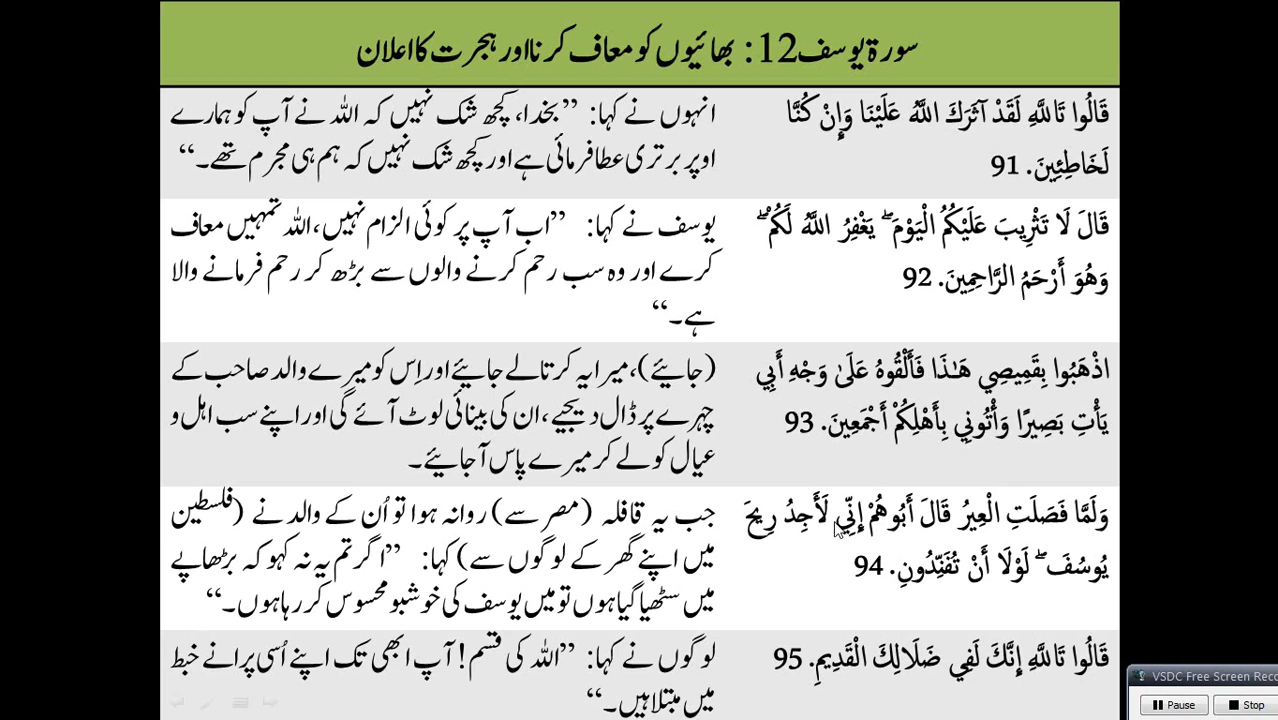 سورۃ یوسف 12: بھائیوں کو معاف کرنا اور ہجرت کا اعلان
قَالُوا تَاللَّهِ لَقَدْ آثَرَكَ اللَّهُ عَلَيْنَا وَإِنْ كُنَّا
لَخَاطِئِينَ. 91
انہوں نے کہا: ”بخدا، کچھ شک نہیں کہ اللہ نے آپ کو ہمارے
اوپر برتری عطا فرمائی ہے اور کچھ شک نہیں کہ ہم ہی مجرم تھے۔“
قَالَ لَا تَثْرِيبَ عَلَيْكُمُ الْيَوْمَ ۖ يَغْفِرُ اللَّهُ لَكُمْ ۖ
وَهُوَ أَرْحَمُ الرَّاحِمِينَ. 92
یوسف نے کہا: ”اب آپ پر کوئی الزام نہیں، اللہ تمہیں معاف
کرے اور وہ سب رحم کرنے والوں سے بڑھ کر رحم فرمانے والا
ہے۔“
اذْهَبُوا بِقَمِيصِي هَٰذَا فَأَلْقُوهُ عَلَىٰ وَجْهِ أَبِي
يَأْتِ بَصِيرًا وَأْتُونِي بِأَهْلِكُمْ أَجْمَعِينَ. 93
(جائیے)، میرا یہ کرتا لے جائیے اور اِس کو میرے والد صاحب کے
چہرے پر ڈال دیجیے، ان کی بینائی لوٹ آئے گی اور اپنے سب اہل و
عیال کو لے کر میرے پاس آ جائیے۔
وَلَمَّا فَصَلَتِ الْعِيرُ قَالَ أَبُوهُمْ إِنِّي لَأَجِدُ رِيحَ
يُوسُفَ ۖ لَوْلَا أَنْ تُفَنِّدُونِ. 94
جب یہ قافلہ (مصر سے) روانہ ہوا تو اُن کے والد نے (فلسطین
میں اپنے گھر کے لوگوں سے) کہا: ”اگر تم یہ نہ کہو کہ بڑھاپے
میں سٹھیا گیا ہوں تو میں یوسف کی خوشبو محسوس کر رہا ہوں۔“
قَالُوا تَاللَّهِ إِنَّكَ لَفِي ضَلَالِكَ الْقَدِيمِ. 95
لوگوں نے کہا: ”اللہ کی قسم! آپ ابھی تک اپنے اُسی پرانے خبط
میں مبتلا ہیں۔“
VSDC Free Screen Reco
Pause Stop